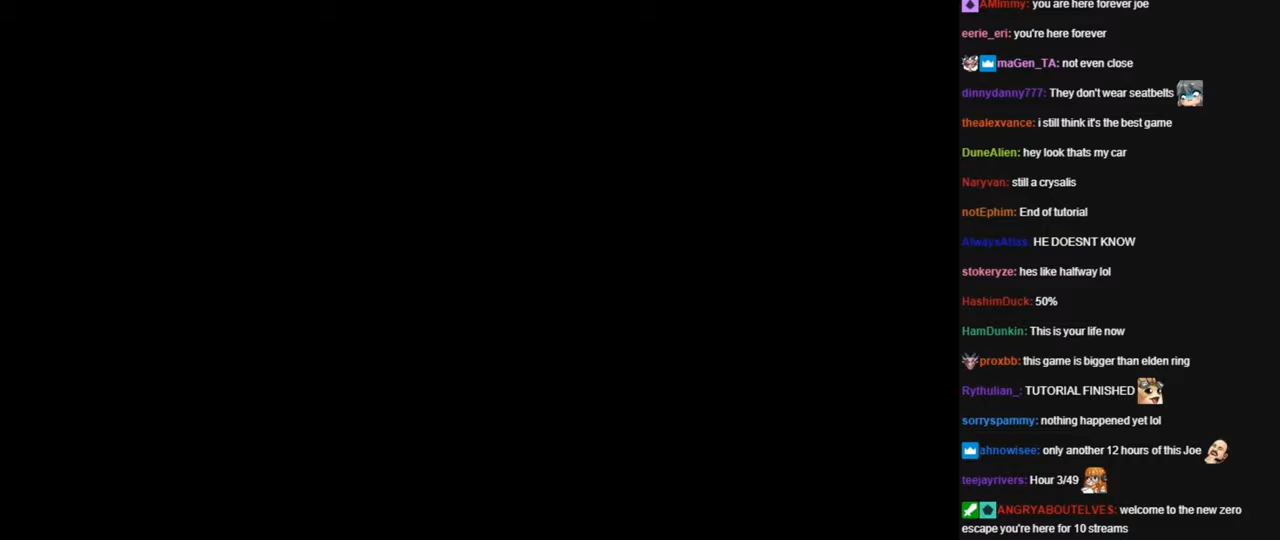 AMImmy: you are here forever joe
eerie_eri: you're here forever
maGen_TA: not even close
dinnydanny777: They don't wear seatbelts
thealexvance: i still think it's the best game
DuneAlien: hey look thats my car
Naryvan: still a crysalis
notEphim: End of tutorial
AlwaysAtlas: HE DOESNT KNOW
stokeryze: hes like halfway lol
HashimDuck: 50%
HamDunkin: This is your life now
proxbb: this game is bigger than elden ring
Rythulian_: TUTORIAL FINISHED
sorryspammy: nothing happened yet lol
ahnowisee: only another 12 hours of this Joe
teejayrivers: Hour 3/49
ANGRYABOUTELVES: welcome to the new zero
escape you're here for 10 streams